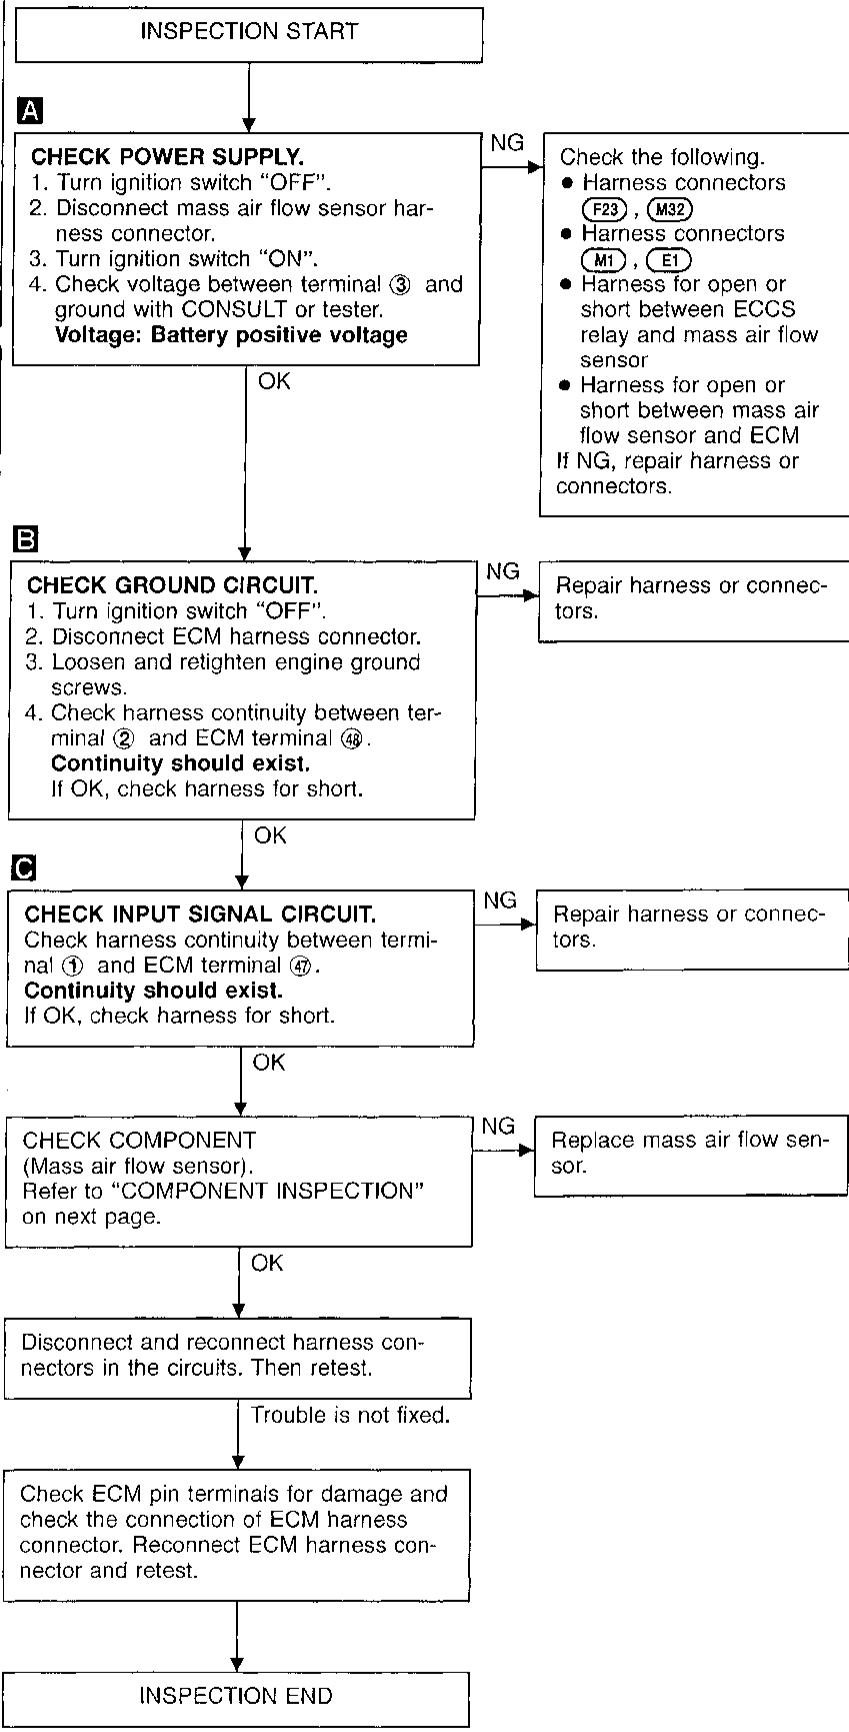 INSPECTION START
A
CHECK POWER SUPPLY.
1. Turn ignition switch “OFF”.
2. Disconnect mass air flow sensor har-
ness connector.
3. Turn ignition switch “ON”.
4. Check voltage between terminal ③ and
ground with CONSULT or tester.
Voltage: Battery positive voltage
NG
Check the following.
● Harness connectors
F23 , M32
● Harness connectors
M1 , E1
● Harness for open or
short between ECCS
relay and mass air flow
sensor
● Harness for open or
short between mass air
flow sensor and ECM
If NG, repair harness or
connectors.
OK
B
CHECK GROUND CIRCUIT.
1. Turn ignition switch “OFF”.
2. Disconnect ECM harness connector.
3. Loosen and retighten engine ground
screws.
4. Check harness continuity between ter-
minal ② and ECM terminal ㊽.
Continuity should exist.
If OK, check harness for short.
NG
Repair harness or connec-
tors.
OK
C
CHECK INPUT SIGNAL CIRCUIT.
Check harness continuity between termi-
nal ① and ECM terminal ㊼.
Continuity should exist.
If OK, check harness for short.
NG
Repair harness or connec-
tors.
OK
CHECK COMPONENT
(Mass air flow sensor).
Refer to “COMPONENT INSPECTION”
on next page.
NG
Replace mass air flow sen-
sor.
OK
Disconnect and reconnect harness con-
nectors in the circuits. Then retest.
Trouble is not fixed.
Check ECM pin terminals for damage and
check the connection of ECM harness
connector. Reconnect ECM harness con-
nector and retest.
INSPECTION END